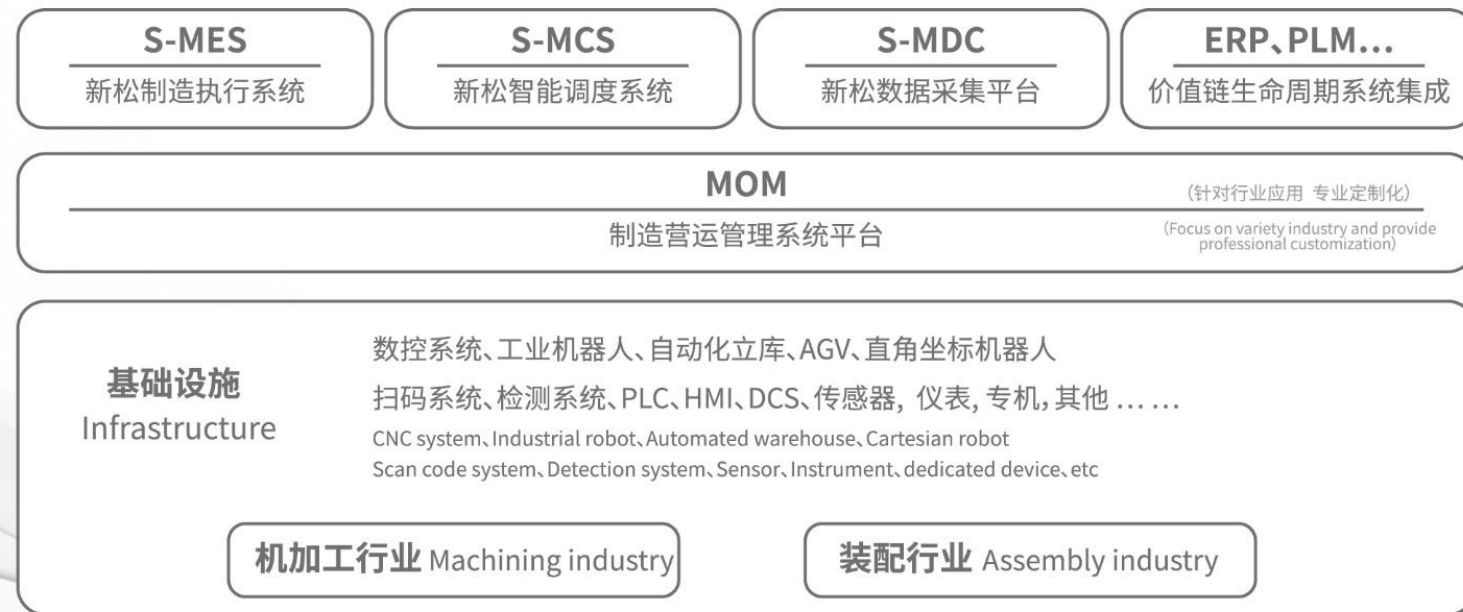 S-MES
新松制造执行系统
S-MCS
新松智能调度系统
S-MDC
新松数据采集平台
ERP、PLM...
价值链生命周期系统集成
MOM
制造营运管理系统平台
(针对行业应用 专业定制化)
(Focus on variety industry and provide
professional customization)
基础设施
Infrastructure
数控系统、工业机器人、自动化立库、AGV、直角坐标机器人
扫码系统、检测系统、PLC、HMI、DCS、传感器, 仪表, 专机，其他 ... ...
CNC system、Industrial robot、Automated warehouse、Cartesian robot
Scan code system、Detection system、Sensor、Instrument、dedicated device、etc
机加工行业 Machining industry
装配行业 Assembly industry